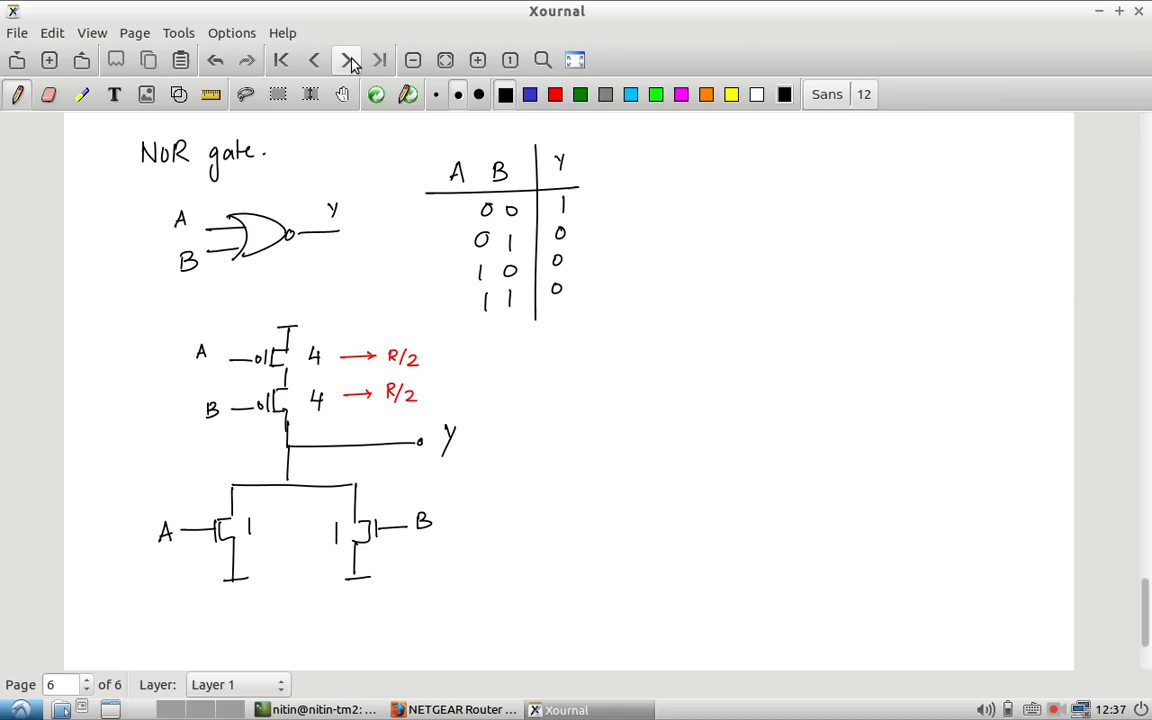 Xournal
File Edit View Page Tools Options Help
Sans 12
NOR gate.
A B Y
0 0 1
0 1 0
1 0 0
1 1 0
A
B
Y
A 4 → R/2
B 4 → R/2
Y
A 1 1 B
Page 6 of 6 Layer: Layer 1
nitin@nitin-tm2: ... NETGEAR Router ... Xournal 12:37